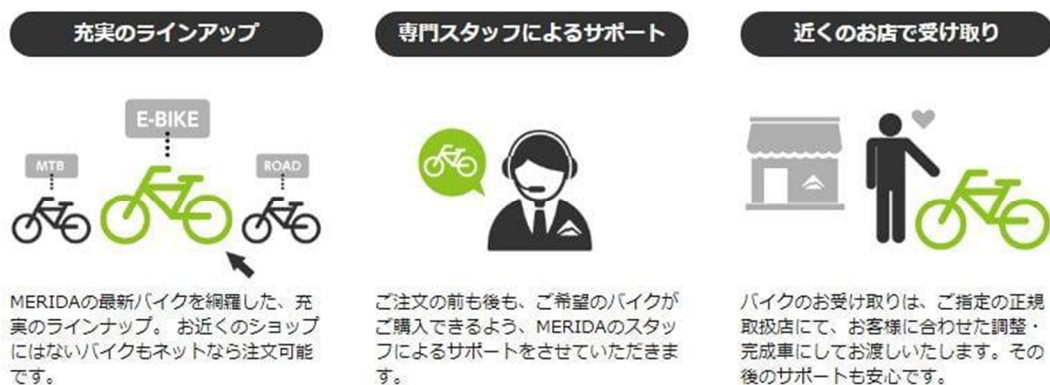 充実のラインアップ
専門スタッフによるサポート
近くのお店で受け取り
E-BIKE
MTB
ROAD
MERIDAの最新バイクを網羅した、充
実のラインナップ。 お近くのショップ
にはないバイクもネットなら注文可能
です。
ご注文の前も後も、ご希望のバイクが
ご購入できるよう、MERIDAのスタッ
フによるサポートをさせていただきま
す。
バイクのお受け取りは、ご指定の正規
取扱店にて、お客様に合わせた調整・
完成車にしてお渡しいたします。その
後のサポートも安心です。